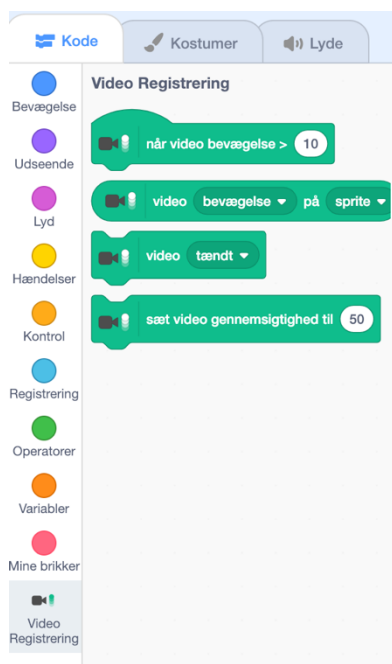 Kode
Kostumer
Lyde
Bevægelse
Udseende
Lyd
Hændelser
Kontrol
Registrering
Operatorer
Variabler
Mine brikker
Video
Registrering
Video Registrering
når video bevægelse > 10
video bevægelse på sprite
video tændt
sæt video gennemsigtighed til 50